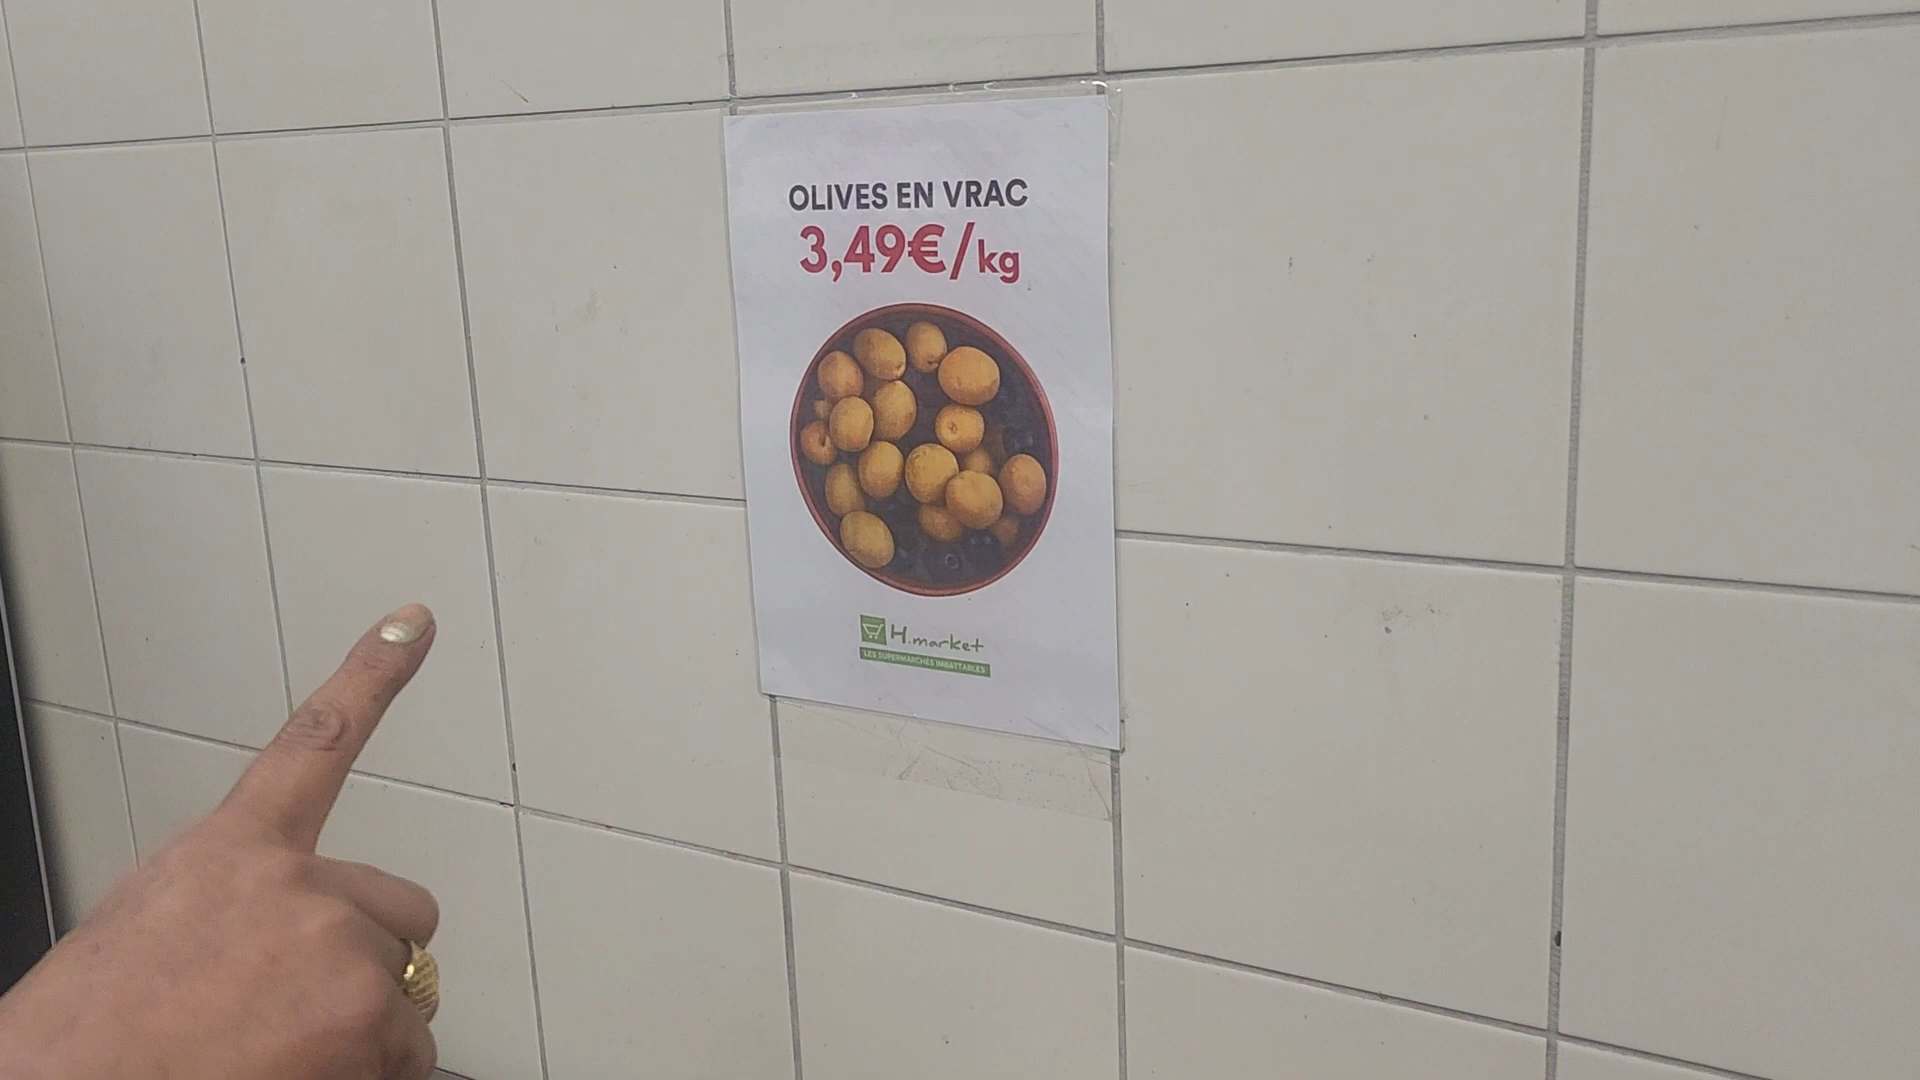 OLIVES EN VRAC
3,49€/kg
H.market
LES SUPERMARCHÉS IMBATTABLES